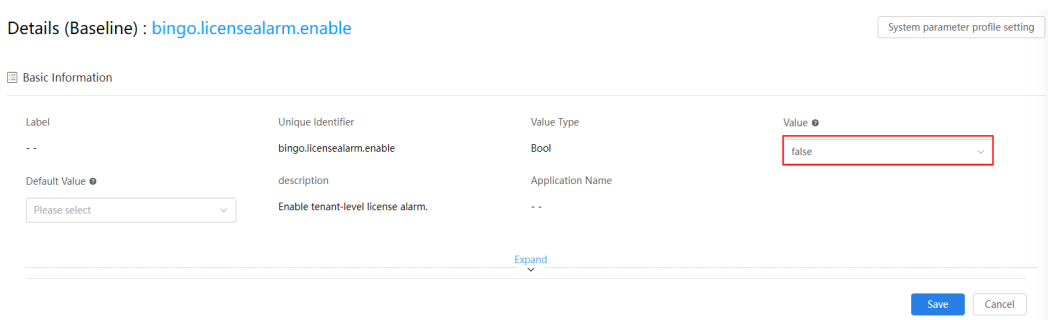 Details (Baseline) : bingo.licensealarm.enable
System parameter profile setting
Basic Information
Label
Unique Identifier
Value Type
Value
- -
bingo.licensealarm.enable
Bool
false
Default Value
description
Application Name
Please select
Enable tenant-level license alarm.
- -
Expand
Save
Cancel